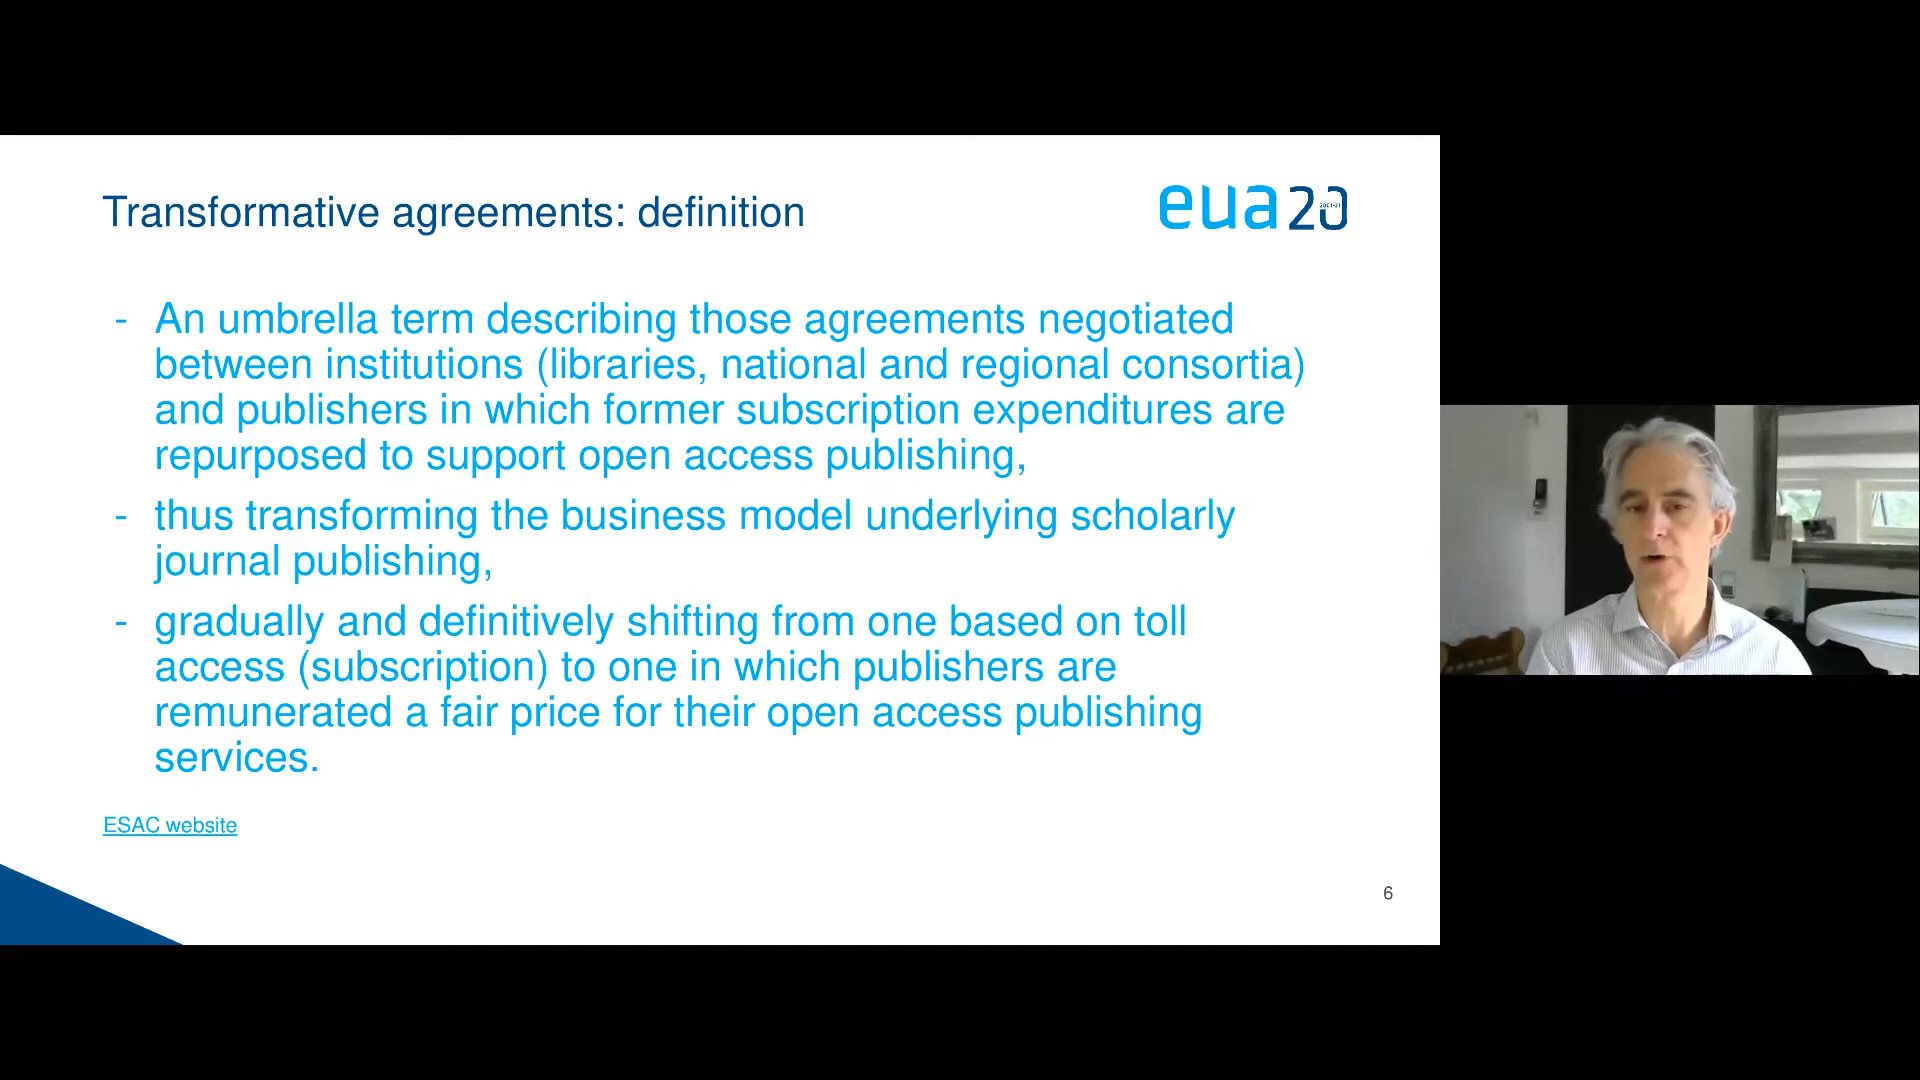 Transformative agreements: definition
eua20
2001-21
- An umbrella term describing those agreements negotiated
between institutions (libraries, national and regional consortia)
and publishers in which former subscription expenditures are
repurposed to support open access publishing,
- thus transforming the business model underlying scholarly
journal publishing,
- gradually and definitively shifting from one based on toll
access (subscription) to one in which publishers are
remunerated a fair price for their open access publishing
services.
ESAC website
6